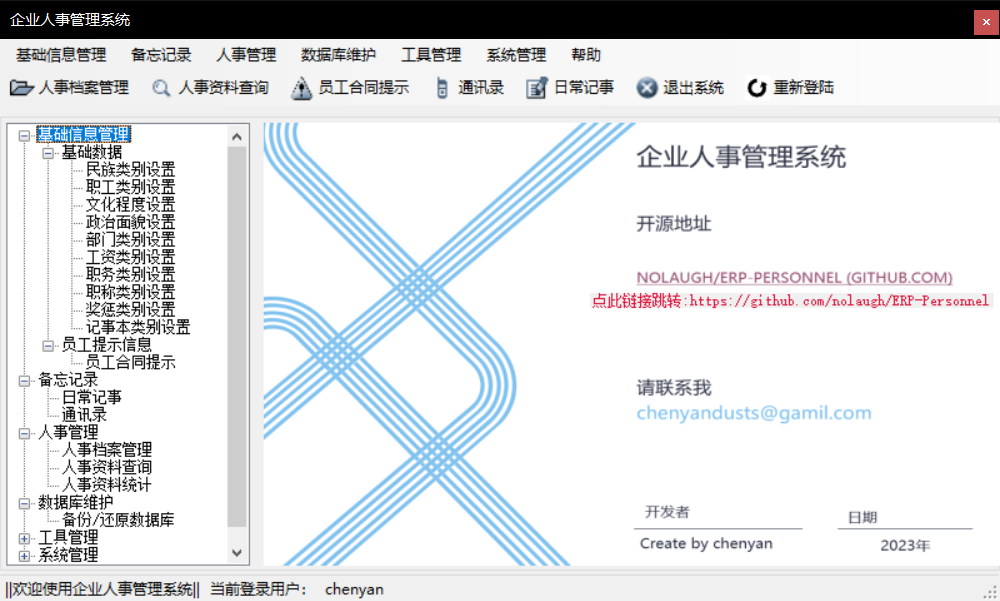 企业人事管理系统
基础信息管理 备忘记录 人事管理 数据库维护 工具管理 系统管理 帮助
人事档案管理 人事资料查询 员工合同提示 通讯录 日常记事 退出系统 重新登陆
基础信息管理
基础数据
民族类别设置
职工类别设置
文化程度设置
政治面貌设置
部门类别设置
工资类别设置
职务类别设置
职称类别设置
奖惩类别设置
记事本类别设置
员工提示信息
员工合同提示
备忘记录
日常记事
通讯录
人事管理
人事档案管理
人事资料查询
人事资料统计
数据库维护
备份/还原数据库
工具管理
系统管理
企业人事管理系统
开源地址
NOLAUGH/ERP-PERSONNEL (GITHUB.COM)
点此链接跳转:https://github.com/nolaugh/ERP-Personnel
请联系我
chenyandusts@gamil.com
开发者
Create by chenyan
日期
2023年
||欢迎使用企业人事管理系统|| 当前登录用户: chenyan